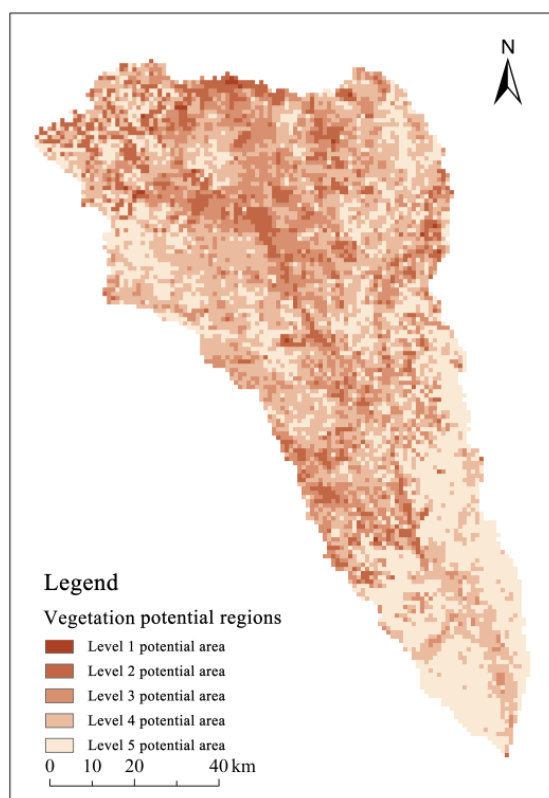 N
Legend
Vegetation potential regions
Level 1 potential area
Level 2 potential area
Level 3 potential area
Level 4 potential area
Level 5 potential area
0 10 20 40 km